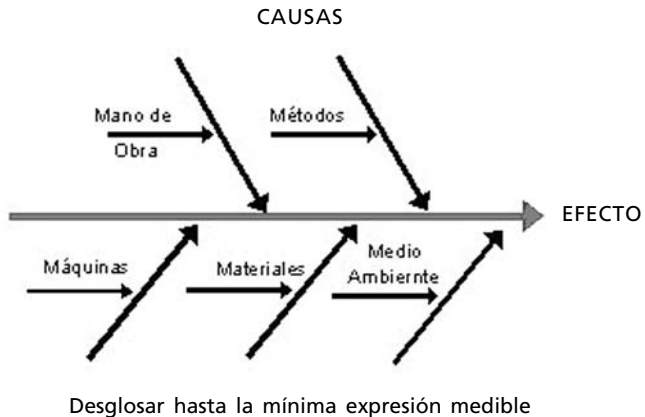 CAUSAS
Mano de
Obra
Métodos
EFECTO
Máquinas
Materiales
Medio
Ambiernte
Desglosar hasta la mínima expresión medible